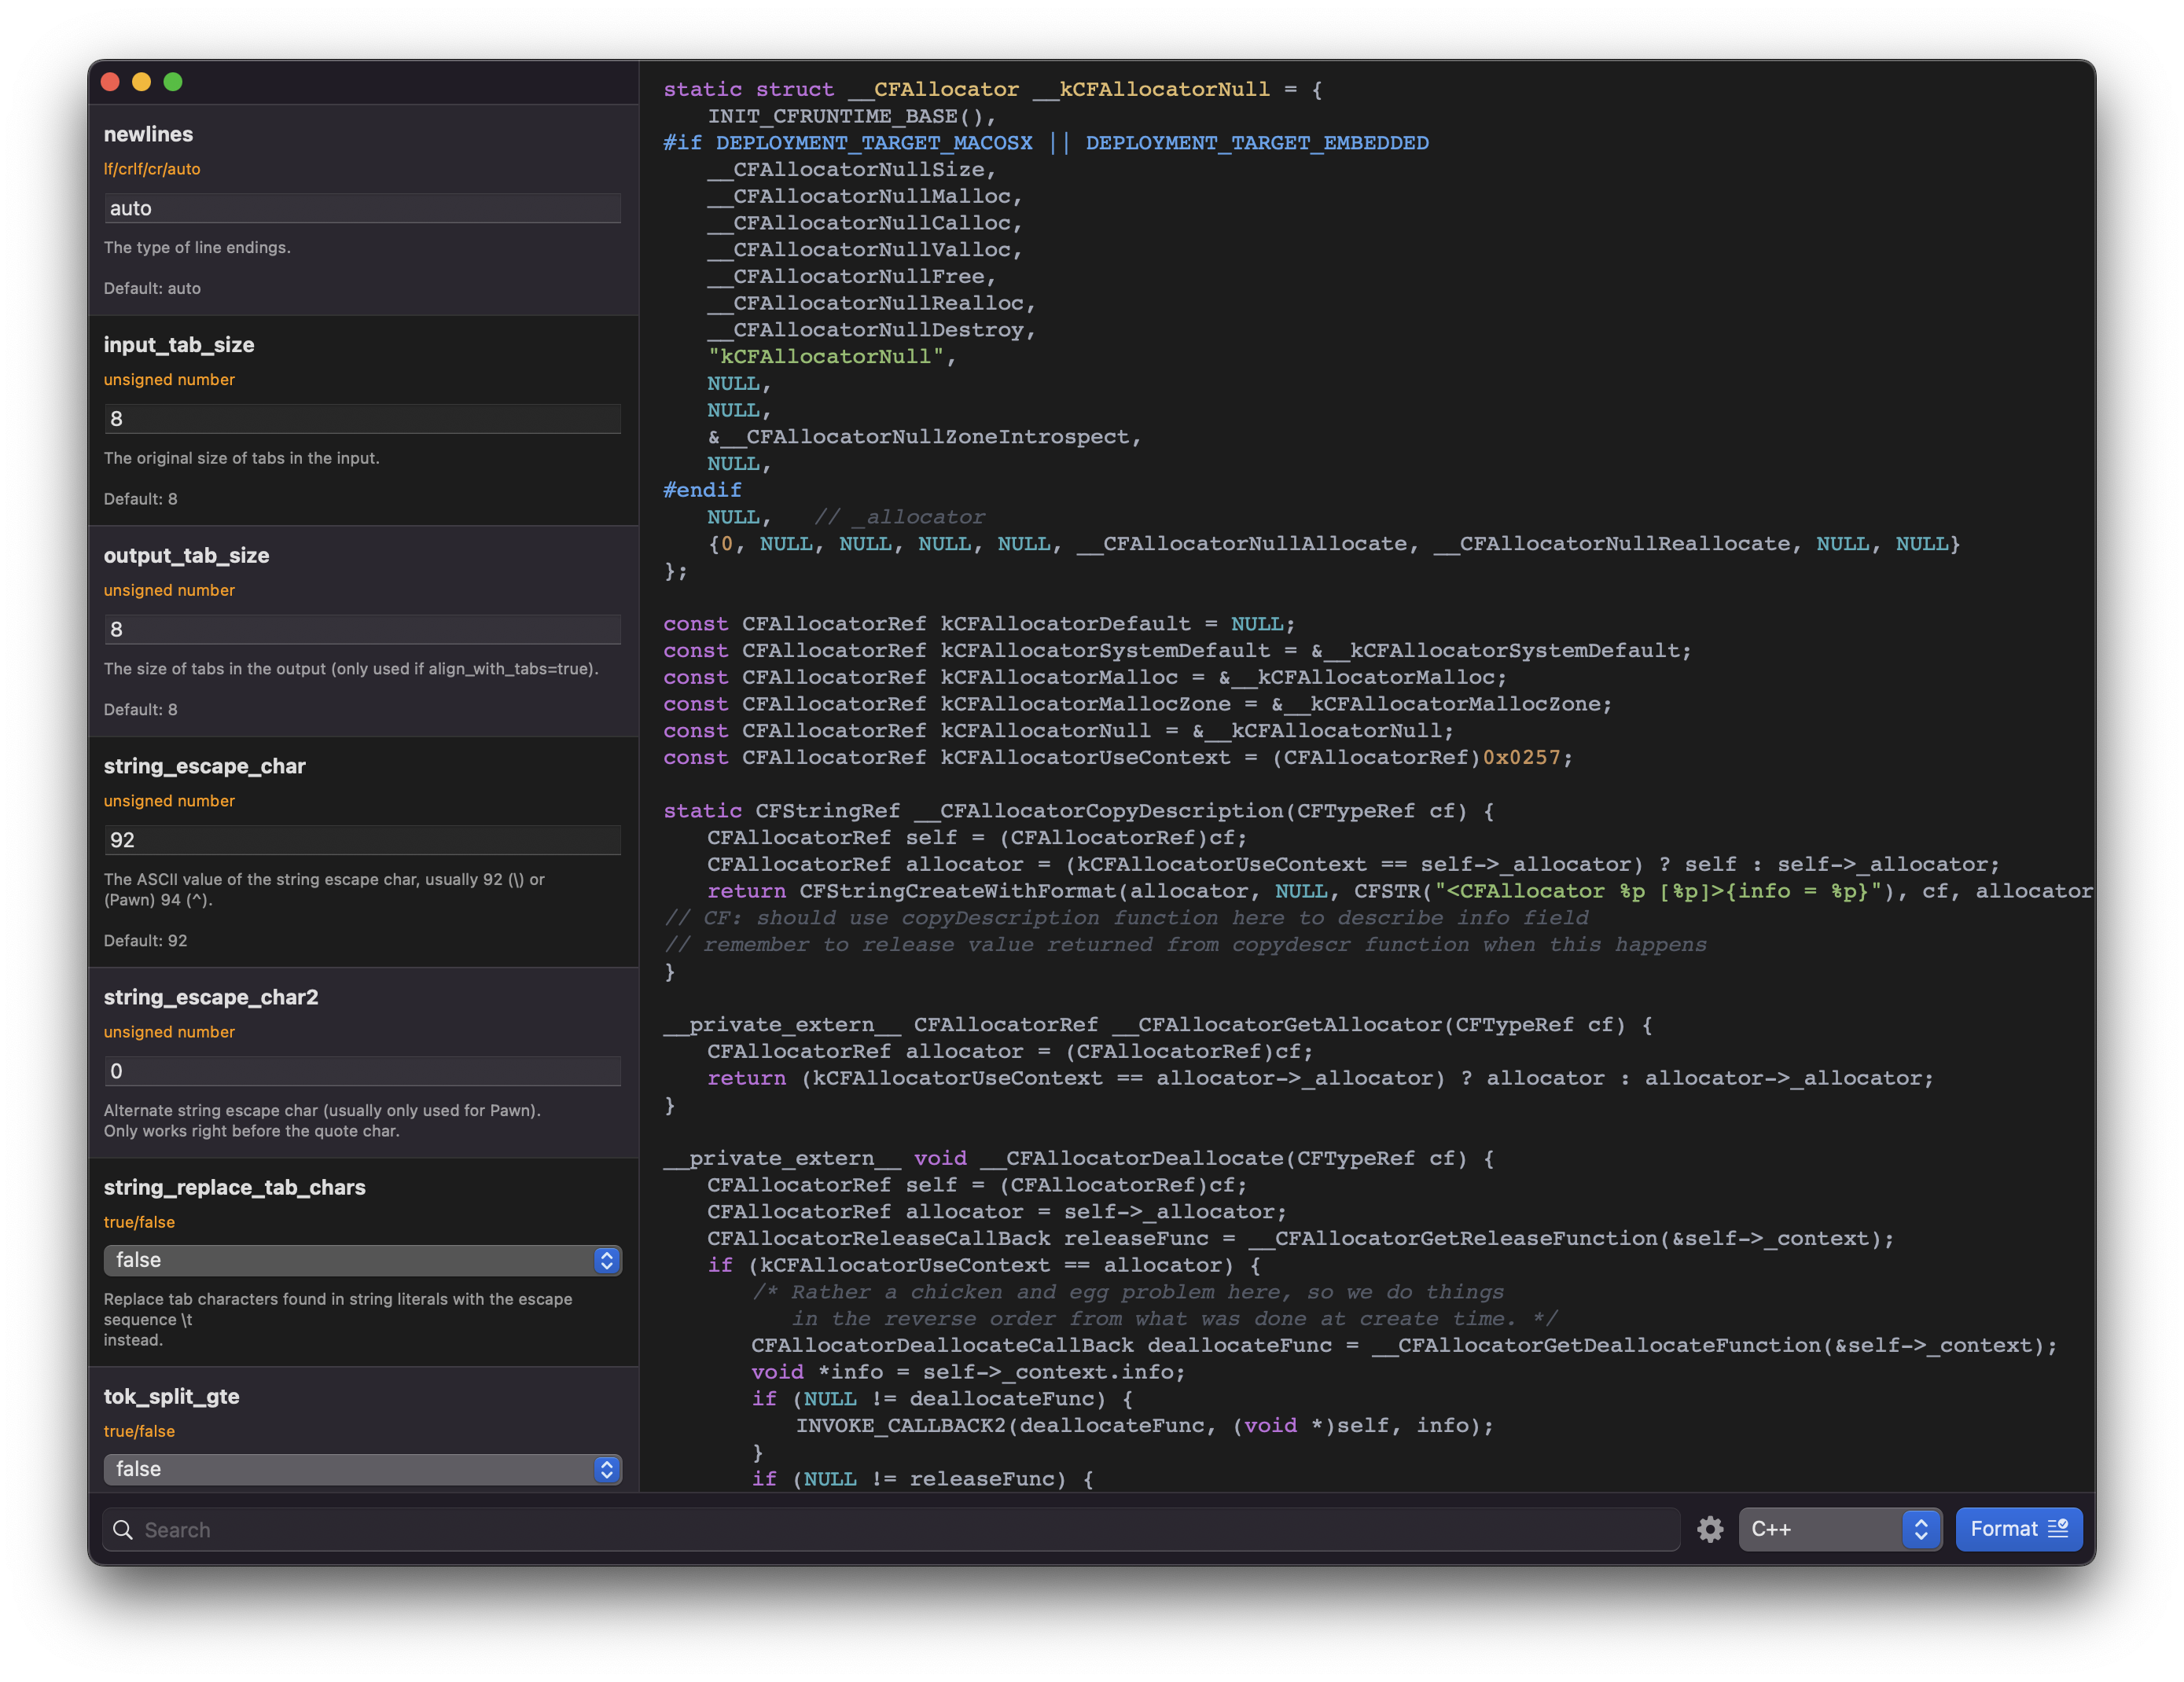 newlines
lf/crlf/cr/auto
auto
The type of line endings.
Default: auto
input_tab_size
unsigned number
8
The original size of tabs in the input.
Default: 8
output_tab_size
unsigned number
8
The size of tabs in the output (only used if align_with_tabs=true).
Default: 8
string_escape_char
unsigned number
92
The ASCII value of the string escape char, usually 92 (\) or
(Pawn) 94 (^).
Default: 92
string_escape_char2
unsigned number
0
Alternate string escape char (usually only used for Pawn).
Only works right before the quote char.
string_replace_tab_chars
true/false
false
Replace tab characters found in string literals with the escape
sequence \t
instead.
tok_split_gte
true/false
false
static struct __CFAllocator __kCFAllocatorNull = {
INIT_CFRUNTIME_BASE(),
#if DEPLOYMENT_TARGET_MACOSX || DEPLOYMENT_TARGET_EMBEDDED
__CFAllocatorNullSize,
__CFAllocatorNullMalloc,
__CFAllocatorNullCalloc,
__CFAllocatorNullValloc,
__CFAllocatorNullFree,
__CFAllocatorNullRealloc,
__CFAllocatorNullDestroy,
"kCFAllocatorNull",
NULL,
NULL,
&__CFAllocatorNullZoneIntrospect,
NULL,
#endif
NULL,   // _allocator
{0, NULL, NULL, NULL, NULL, __CFAllocatorNullAllocate, __CFAllocatorNullReallocate, NULL, NULL}
};
const CFAllocatorRef kCFAllocatorDefault = NULL;
const CFAllocatorRef kCFAllocatorSystemDefault = &__kCFAllocatorSystemDefault;
const CFAllocatorRef kCFAllocatorMalloc = &__kCFAllocatorMalloc;
const CFAllocatorRef kCFAllocatorMallocZone = &__kCFAllocatorMallocZone;
const CFAllocatorRef kCFAllocatorNull = &__kCFAllocatorNull;
const CFAllocatorRef kCFAllocatorUseContext = (CFAllocatorRef)0x0257;
static CFStringRef __CFAllocatorCopyDescription(CFTypeRef cf) {
CFAllocatorRef self = (CFAllocatorRef)cf;
CFAllocatorRef allocator = (kCFAllocatorUseContext == self->_allocator) ? self : self->_allocator;
return CFStringCreateWithFormat(allocator, NULL, CFSTR("<CFAllocator %p [%p]>{info = %p}"), cf, allocator
// CF: should use copyDescription function here to describe info field
// remember to release value returned from copydescr function when this happens
}
__private_extern__ CFAllocatorRef __CFAllocatorGetAllocator(CFTypeRef cf) {
CFAllocatorRef allocator = (CFAllocatorRef)cf;
return (kCFAllocatorUseContext == allocator->_allocator) ? allocator : allocator->_allocator;
}
__private_extern__ void __CFAllocatorDeallocate(CFTypeRef cf) {
CFAllocatorRef self = (CFAllocatorRef)cf;
CFAllocatorRef allocator = self->_allocator;
CFAllocatorReleaseCallBack releaseFunc = __CFAllocatorGetReleaseFunction(&self->_context);
if (kCFAllocatorUseContext == allocator) {
/* Rather a chicken and egg problem here, so we do things
in the reverse order from what was done at create time. */
CFAllocatorDeallocateCallBack deallocateFunc = __CFAllocatorGetDeallocateFunction(&self->_context);
void *info = self->_context.info;
if (NULL != deallocateFunc) {
INVOKE_CALLBACK2(deallocateFunc, (void *)self, info);
}
if (NULL != releaseFunc) {
Search
C++
Format